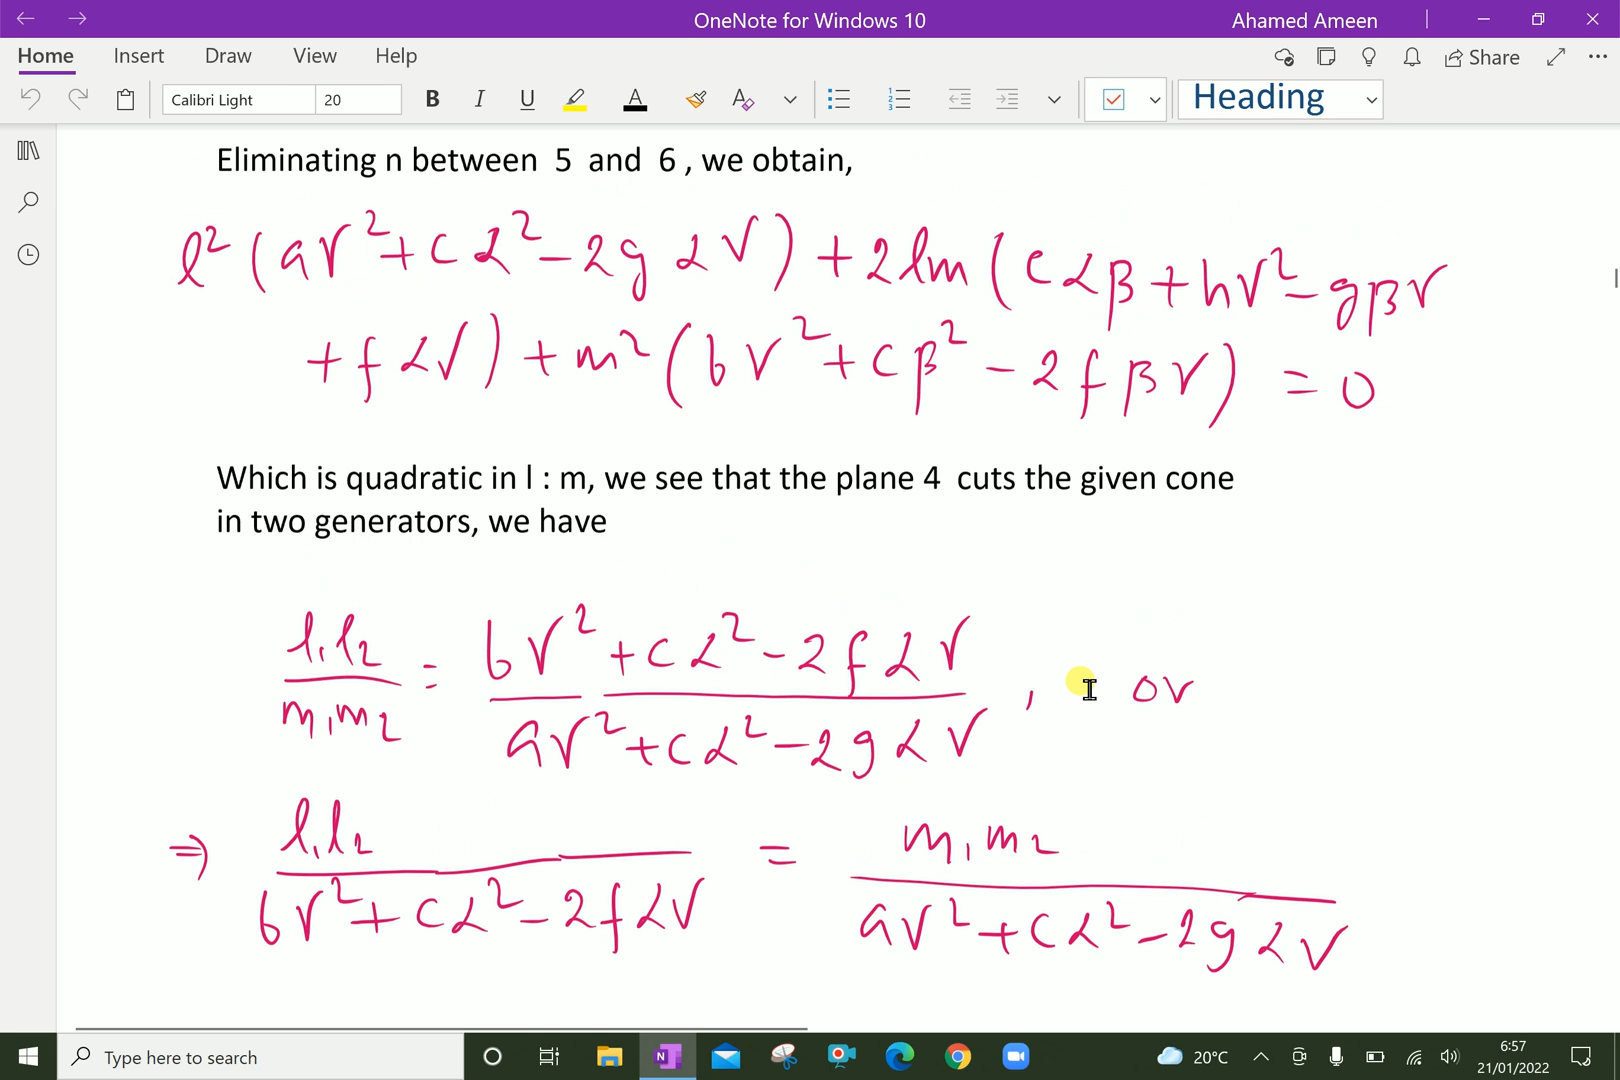 OneNote for Windows 10
Ahamed Ameen
Home Insert Draw View Help
Share
Calibri Light 20 B I U A
Heading
Eliminating n between 5 and 6 , we obtain,
l² (aγ² + cα² - 2gαγ) + 2lm (cαβ + hγ² - gβγ
+ fαγ) + m² (bγ² + cβ² - 2fβγ) = 0
Which is quadratic in l : m, we see that the plane 4 cuts the given cone
in two generators, we have
l₁l₂ / m₁m₂ = (bγ² + cα² - 2fαγ) / (aγ² + cα² - 2gαγ) , or
⇒ l₁l₂ / (bγ² + cα² - 2fαγ) = m₁m₂ / (aγ² + cα² - 2gαγ)
Type here to search
20°C
6:57
21/01/2022